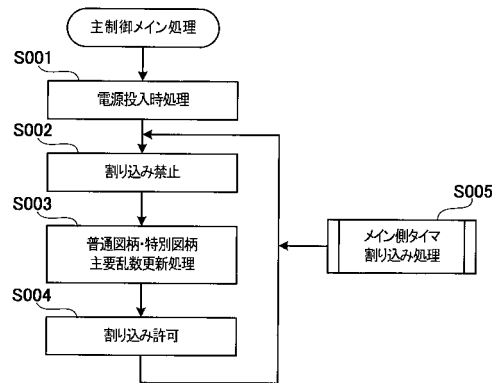 主制御メイン処理
S001
電源投入時処理
S002
割り込み禁止
S003
普通図柄・特別図柄
主要乱数更新処理
S004
割り込み許可
S005
メイン側タイマ
割り込み処理